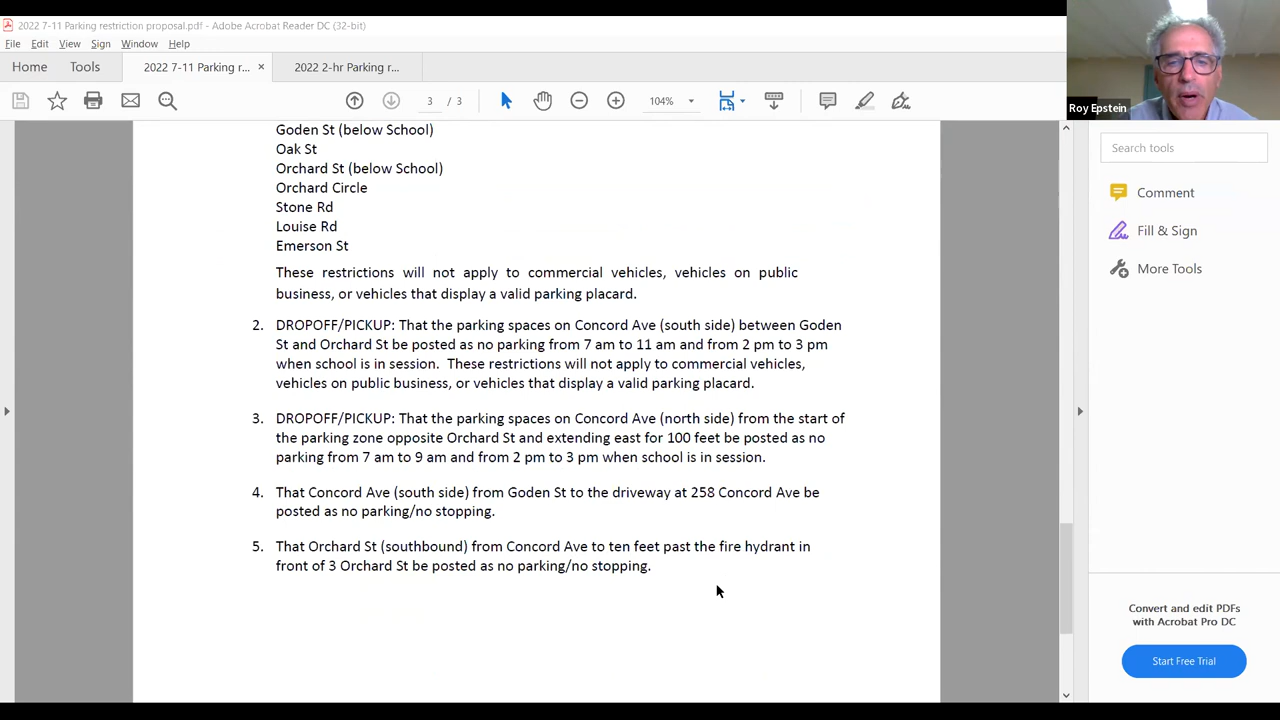 2022 7-11 Parking restriction proposal.pdf - Adobe Acrobat Reader DC (32-bit)
File Edit View Sign Window Help
Home Tools 2022 7-11 Parking r... × 2022 2-hr Parking r...
3 / 3 104%
Roy Epstein
Goden St (below School)
Oak St
Orchard St (below School)
Orchard Circle
Stone Rd
Louise Rd
Emerson St
These restrictions will not apply to commercial vehicles, vehicles on public
business, or vehicles that display a valid parking placard.
2. DROPOFF/PICKUP: That the parking spaces on Concord Ave (south side) between Goden
St and Orchard St be posted as no parking from 7 am to 11 am and from 2 pm to 3 pm
when school is in session. These restrictions will not apply to commercial vehicles,
vehicles on public business, or vehicles that display a valid parking placard.
3. DROPOFF/PICKUP: That the parking spaces on Concord Ave (north side) from the start of
the parking zone opposite Orchard St and extending east for 100 feet be posted as no
parking from 7 am to 9 am and from 2 pm to 3 pm when school is in session.
4. That Concord Ave (south side) from Goden St to the driveway at 258 Concord Ave be
posted as no parking/no stopping.
5. That Orchard St (southbound) from Concord Ave to ten feet past the fire hydrant in
front of 3 Orchard St be posted as no parking/no stopping.
Search tools
Comment
Fill & Sign
More Tools
Convert and edit PDFs
with Acrobat Pro DC
Start Free Trial